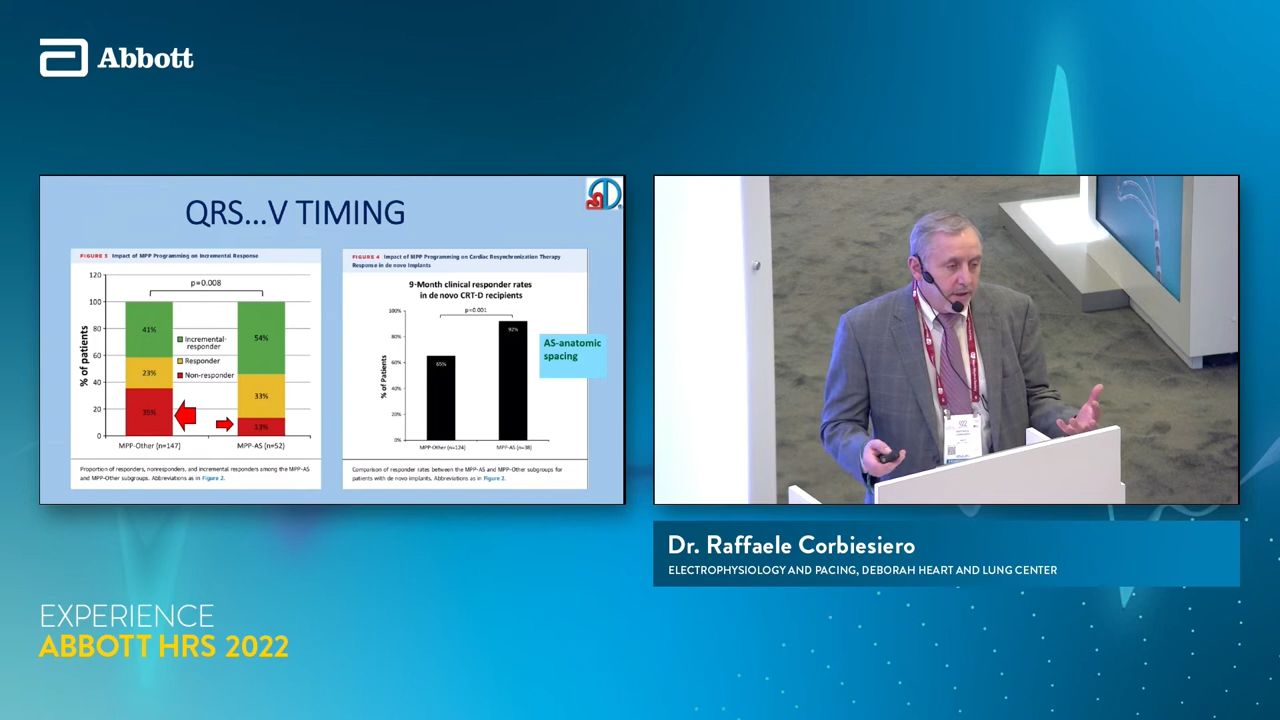 Abbott
QRS...V TIMING
FIGURE 3 Impact of MPP Programming on Incremental Response
120
100
80
60
40
20
0
% of patients
p=0.008
41%
23%
35%
54%
33%
13%
Incremental-
responder
Responder
Non-responder
MPP-Other (n=147)
MPP-AS (n=52)
Proportion of responders, nonresponders, and incremental responders among the MPP-AS
and MPP-Other subgroups. Abbreviations as in Figure 2.
FIGURE 4 Impact of MPP Programming on Cardiac Resynchronization Therapy
Response in de novo Implants
9-Month clinical responder rates
in de novo CRT-D recipients
p=0.001
100%
80%
60%
40%
20%
0%
% of Patients
65%
92%
MPP-Other (n=124)
MPP-AS (n=38)
AS-anatomic
spacing
Comparison of responder rates between the MPP-AS and MPP-Other subgroups for
patients with de novo implants. Abbreviations as in Figure 2.
Dr. Raffaele Corbiesiero
ELECTROPHYSIOLOGY AND PACING, DEBORAH HEART AND LUNG CENTER
EXPERIENCE
ABBOTT HRS 2022